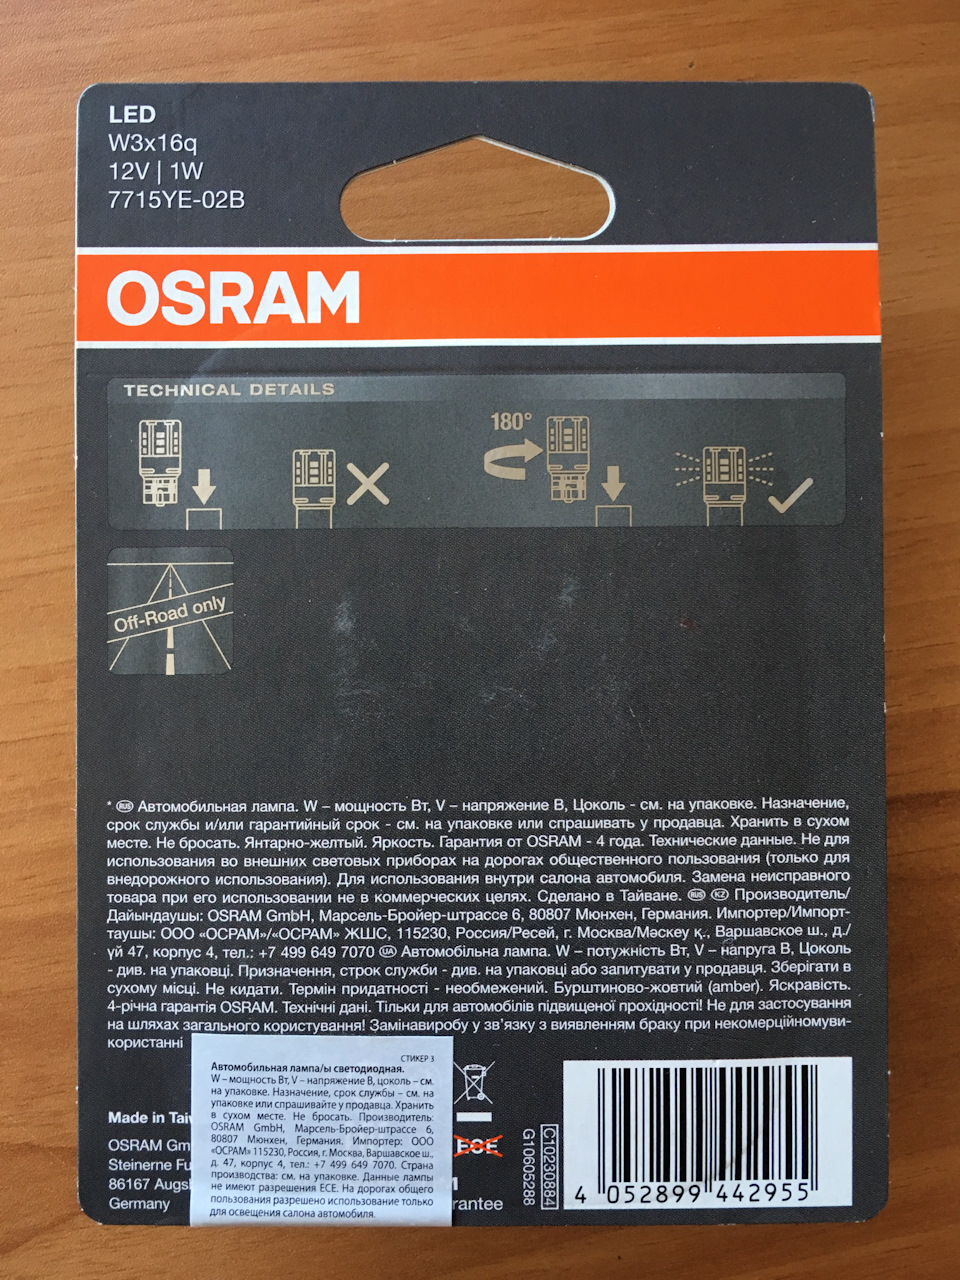 LED
W3x16q
12V | 1W
7715YE-02B
OSRAM
TECHNICAL DETAILS
180°
Off-Road only
* RUS Автомобильная лампа. W – мощность Вт, V – напряжение В, Цоколь - см. на упаковке. Назначение,
срок службы и/или гарантийный срок - см. на упаковке или спрашивать у продавца. Хранить в сухом
месте. Не бросать. Янтарно-желтый. Яркость. Гарантия от OSRAM - 4 года. Технические данные. Не для
использования во внешних световых приборах на дорогах общественного пользования (только для
внедорожного использования). Для использования внутри салона автомобиля. Замена неисправного
товара при его использовании не в коммерческих целях. Сделано в Тайване. RUS KZ Производитель/
Дайындаушы: OSRAM GmbH, Марсель-Бройер-штрассе 6, 80807 Мюнхен, Германия. Импортер/Импорт-
таушы: ООО «ОСРАМ»/«ОСРАМ» ЖШС, 115230, Россия/Ресей, г. Москва/Мәскеу қ., Варшавское ш., д./
үй 47, корпус 4, тел.: +7 499 649 7070 UA Автомобільна лампа. W – потужність Вт, V – напруга В, Цоколь
- див. на упаковці. Призначення, строк служби - див. на упаковці або запитувати у продавця. Зберігати в
сухому місці. Не кидати. Термін придатності - необмежений. Бурштиново-жовтий (amber). Яскравість.
4-річна гарантія OSRAM. Технічні дані. Тільки для автомобілів підвищеної прохідності! Не для застосування
на шляхах загального користування! Замінавиробу у зв’язку з виявленням браку при некомерційномуви-
користанні
СТИКЕР 3
Автомобильная лампа/ы светодиодная.
W – мощность Вт, V – напряжение В, цоколь – см.
на упаковке. Назначение, срок службы – см. на
упаковке или спрашивайте у продавца. Хранить
в сухом месте. Не бросать. Производитель:
OSRAM GmbH, Марсель-Бройер-штрассе 6,
80807 Мюнхен, Германия. Импортер: ООО
«ОСРАМ» 115230, Россия, г. Москва, Варшавское ш.,
д. 47, корпус 4, тел.: +7 499 649 7070. Страна
производства: см. на упаковке. Данные лампы
не имеют разрешения ECE. На дорогах общего
пользования разрешено использование только
для освещения салона автомобиля.
Made in Taiw
OSRAM Gm
Steinerne Fu
86167 Augs
Germany
ECE
M
rantee
G10605288
C10230884
4 052899 442955